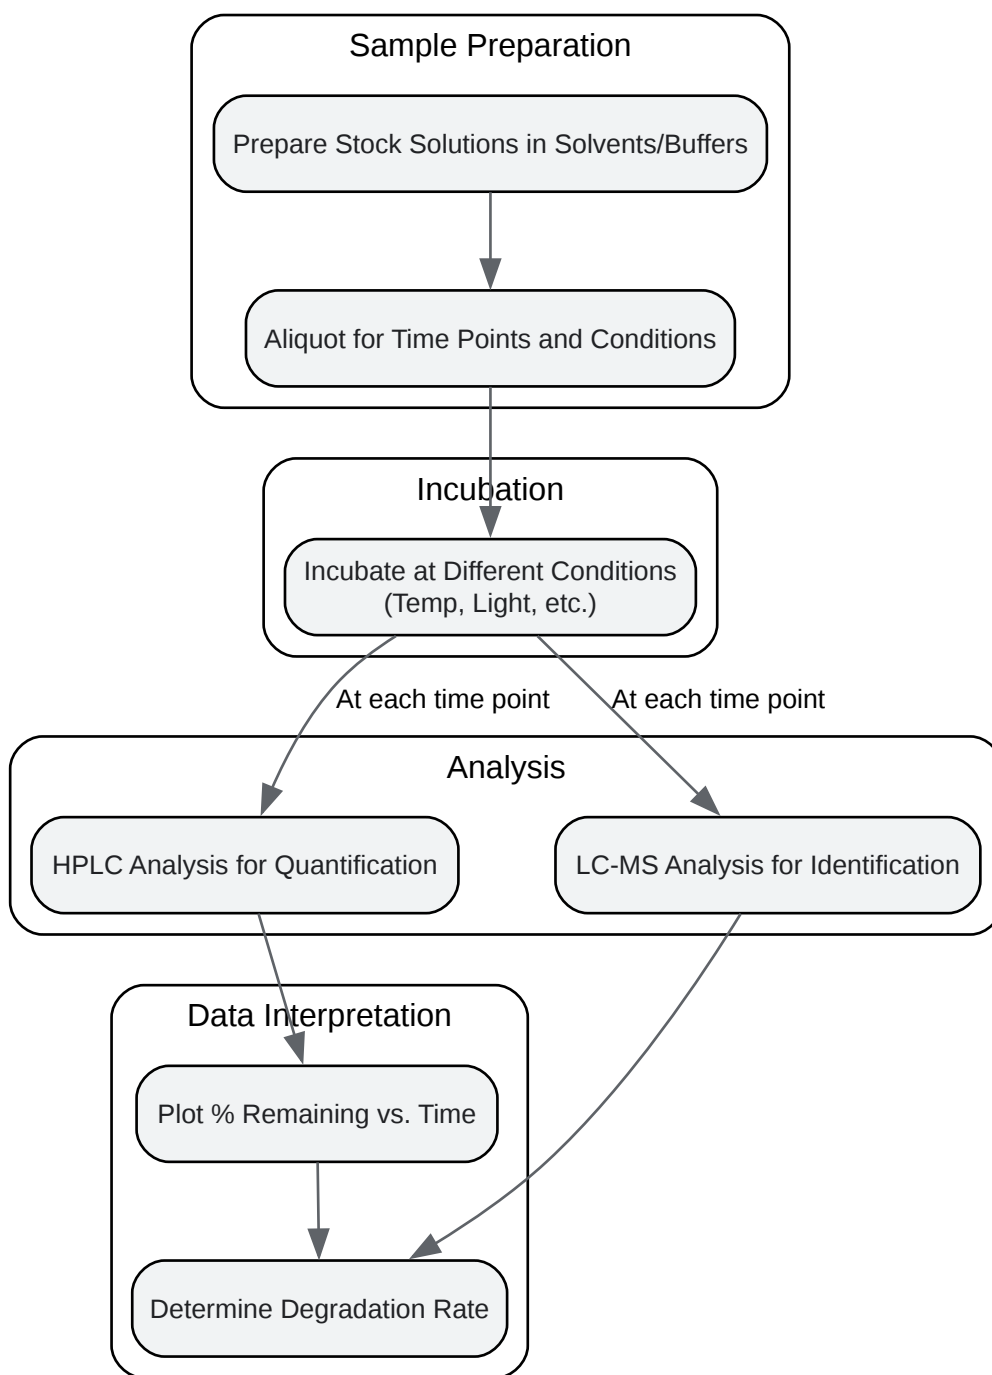 Sample Preparation
Prepare Stock Solutions in Solvents/Buffers
Aliquot for Time Points and Conditions
Incubation
Incubate at Different Conditions
(Temp, Light, etc.)
At each time point
At each time point
Analysis
HPLC Analysis for Quantification
LC-MS Analysis for Identification
Data Interpretation
Plot % Remaining vs. Time
Determine Degradation Rate